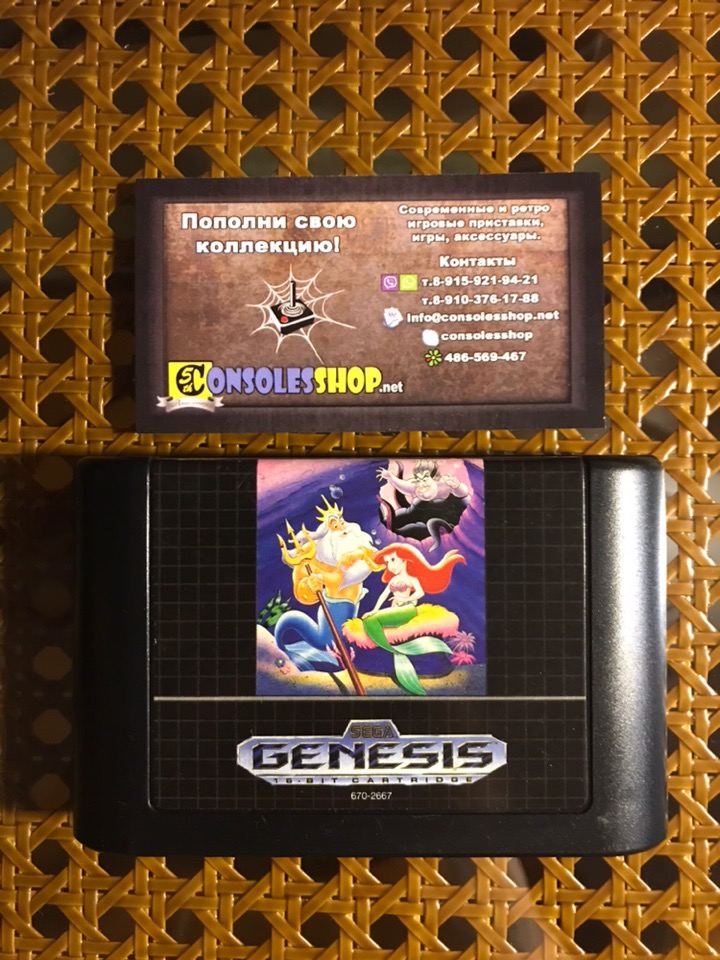 Пополни свою
коллекцию!
Современные и ретро
игровые приставки,
игры, аксессуары.
Контакты
т.8-915-921-94-21
т.8-910-376-17-88
info@consolesshop.net
consolesshop
486-569-467
CONSOLESSHOP.net
SEGA
GENESIS
16-BIT CARTRIDGE
670-2667